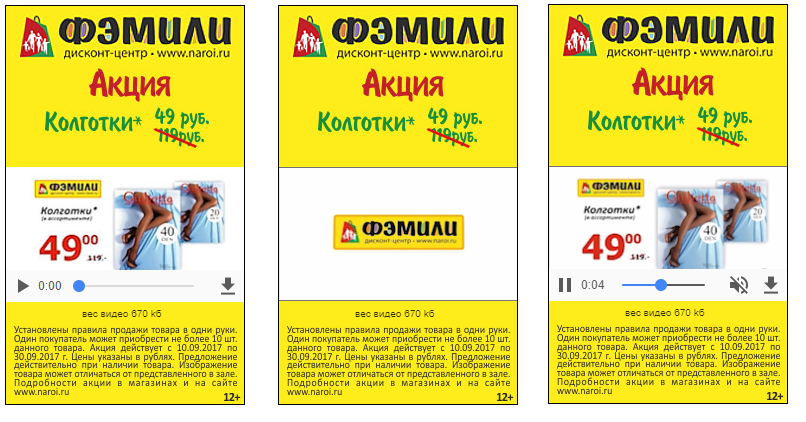 ФЭМИЛИ
дисконт-центр • www.naroi.ru
Акция
Колготки* 49 руб.
119руб.
ФЭМИЛИ
Колготки*
(в ассортименте)
49⁰⁰ 119.-
40
DEN
20
0:00
вес видео 670 кб
Установлены правила продажи товара в одни руки.
Один покупатель может приобрести не более 10 шт.
данного товара. Акция действует с 10.09.2017 по
30.09.2017 г. Цены указаны в рублях. Предложение
действительно при наличии товара. Изображение
товара может отличаться от представленного в зале.
Подробности акции в магазинах и на сайте
www.naroi.ru
12+
ФЭМИЛИ
дисконт-центр • www.naroi.ru
Акция
Колготки* 49 руб.
119руб.
ФЭМИЛИ
дисконт-центр • www.naroi.ru
вес видео 670 кб
Установлены правила продажи товара в одни руки.
Один покупатель может приобрести не более 10 шт.
данного товара. Акция действует с 10.09.2017 по
30.09.2017 г. Цены указаны в рублях. Предложение
действительно при наличии товара. Изображение
товара может отличаться от представленного в зале.
Подробности акции в магазинах и на сайте
www.naroi.ru
12+
ФЭМИЛИ
дисконт-центр • www.naroi.ru
Акция
Колготки* 49 руб.
119руб.
ФЭМИЛИ
Колготки*
(в ассортименте)
49⁰⁰ 119.-
40
DEN
20
0:04
вес видео 670 кб
Установлены правила продажи товара в одни руки.
Один покупатель может приобрести не более 10 шт.
данного товара. Акция действует с 10.09.2017 по
30.09.2017 г. Цены указаны в рублях. Предложение
действительно при наличии товара. Изображение
товара может отличаться от представленного в зале.
Подробности акции в магазинах и на сайте
www.naroi.ru
12+